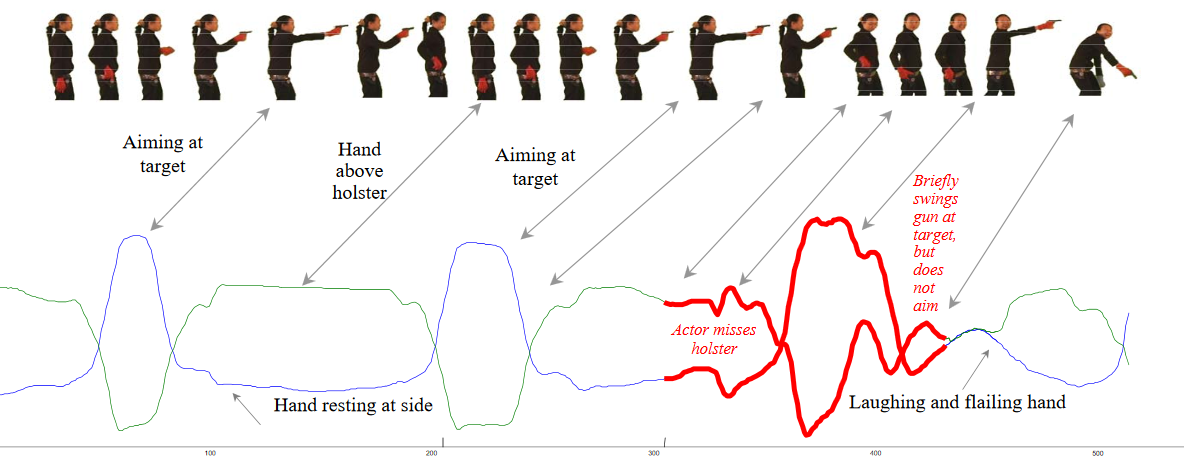 Aiming at
target
Hand
above
holster
Aiming at
target
Briefly
swings
gun at
target,
but
does
not
aim
Actor misses
holster
Hand resting at side
Laughing and flailing hand
100
200
300
400
500